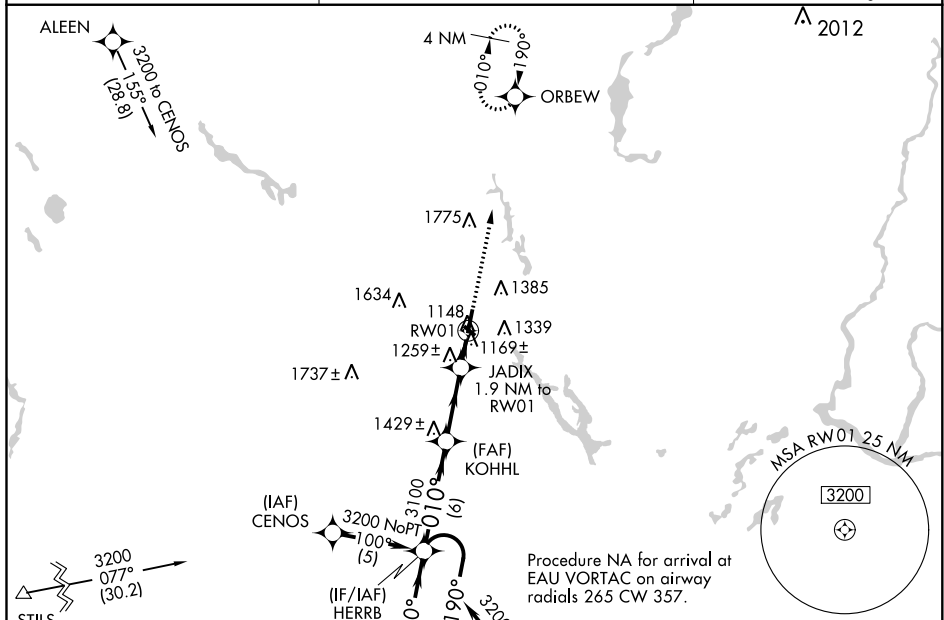 2012
ALEEN
3200 to CENOS
155°
(28.8)
4 NM
010°
190°
ORBEW
1775
1634
1385
1148
RW01
1339
1259±
1169±
1737±
JADIX
1.9 NM to
RW01
1429±
(FAF)
KOHHL
MSA RW01 25 NM
3200
3100
010°
(6)
(IAF)
CENOS
3200 NoPT
100°
(5)
3200
077°
(30.2)
(IF/IAF)
HERRB
190°
3200
Procedure NA for arrival at
EAU VORTAC on airway
radials 265 CW 357.